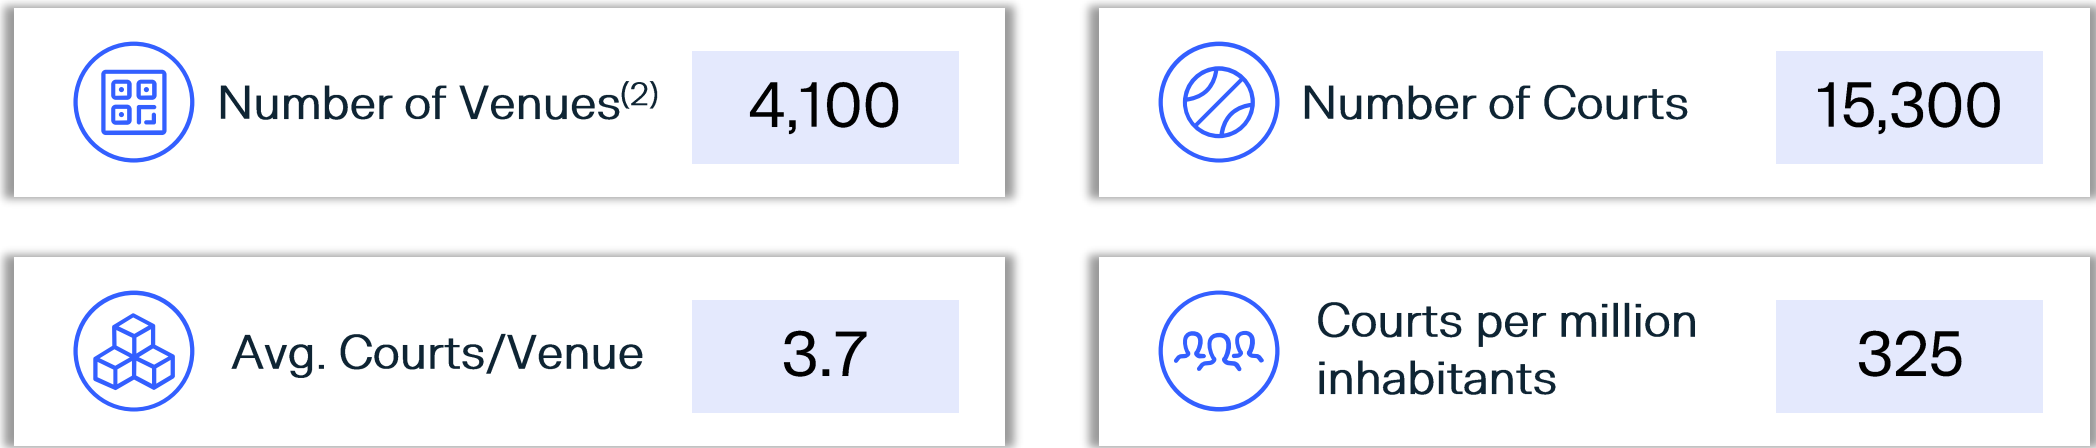 Number of Venues(2) 4,100
Number of Courts 15,300
Avg. Courts/Venue 3.7
Courts per million
inhabitants 325